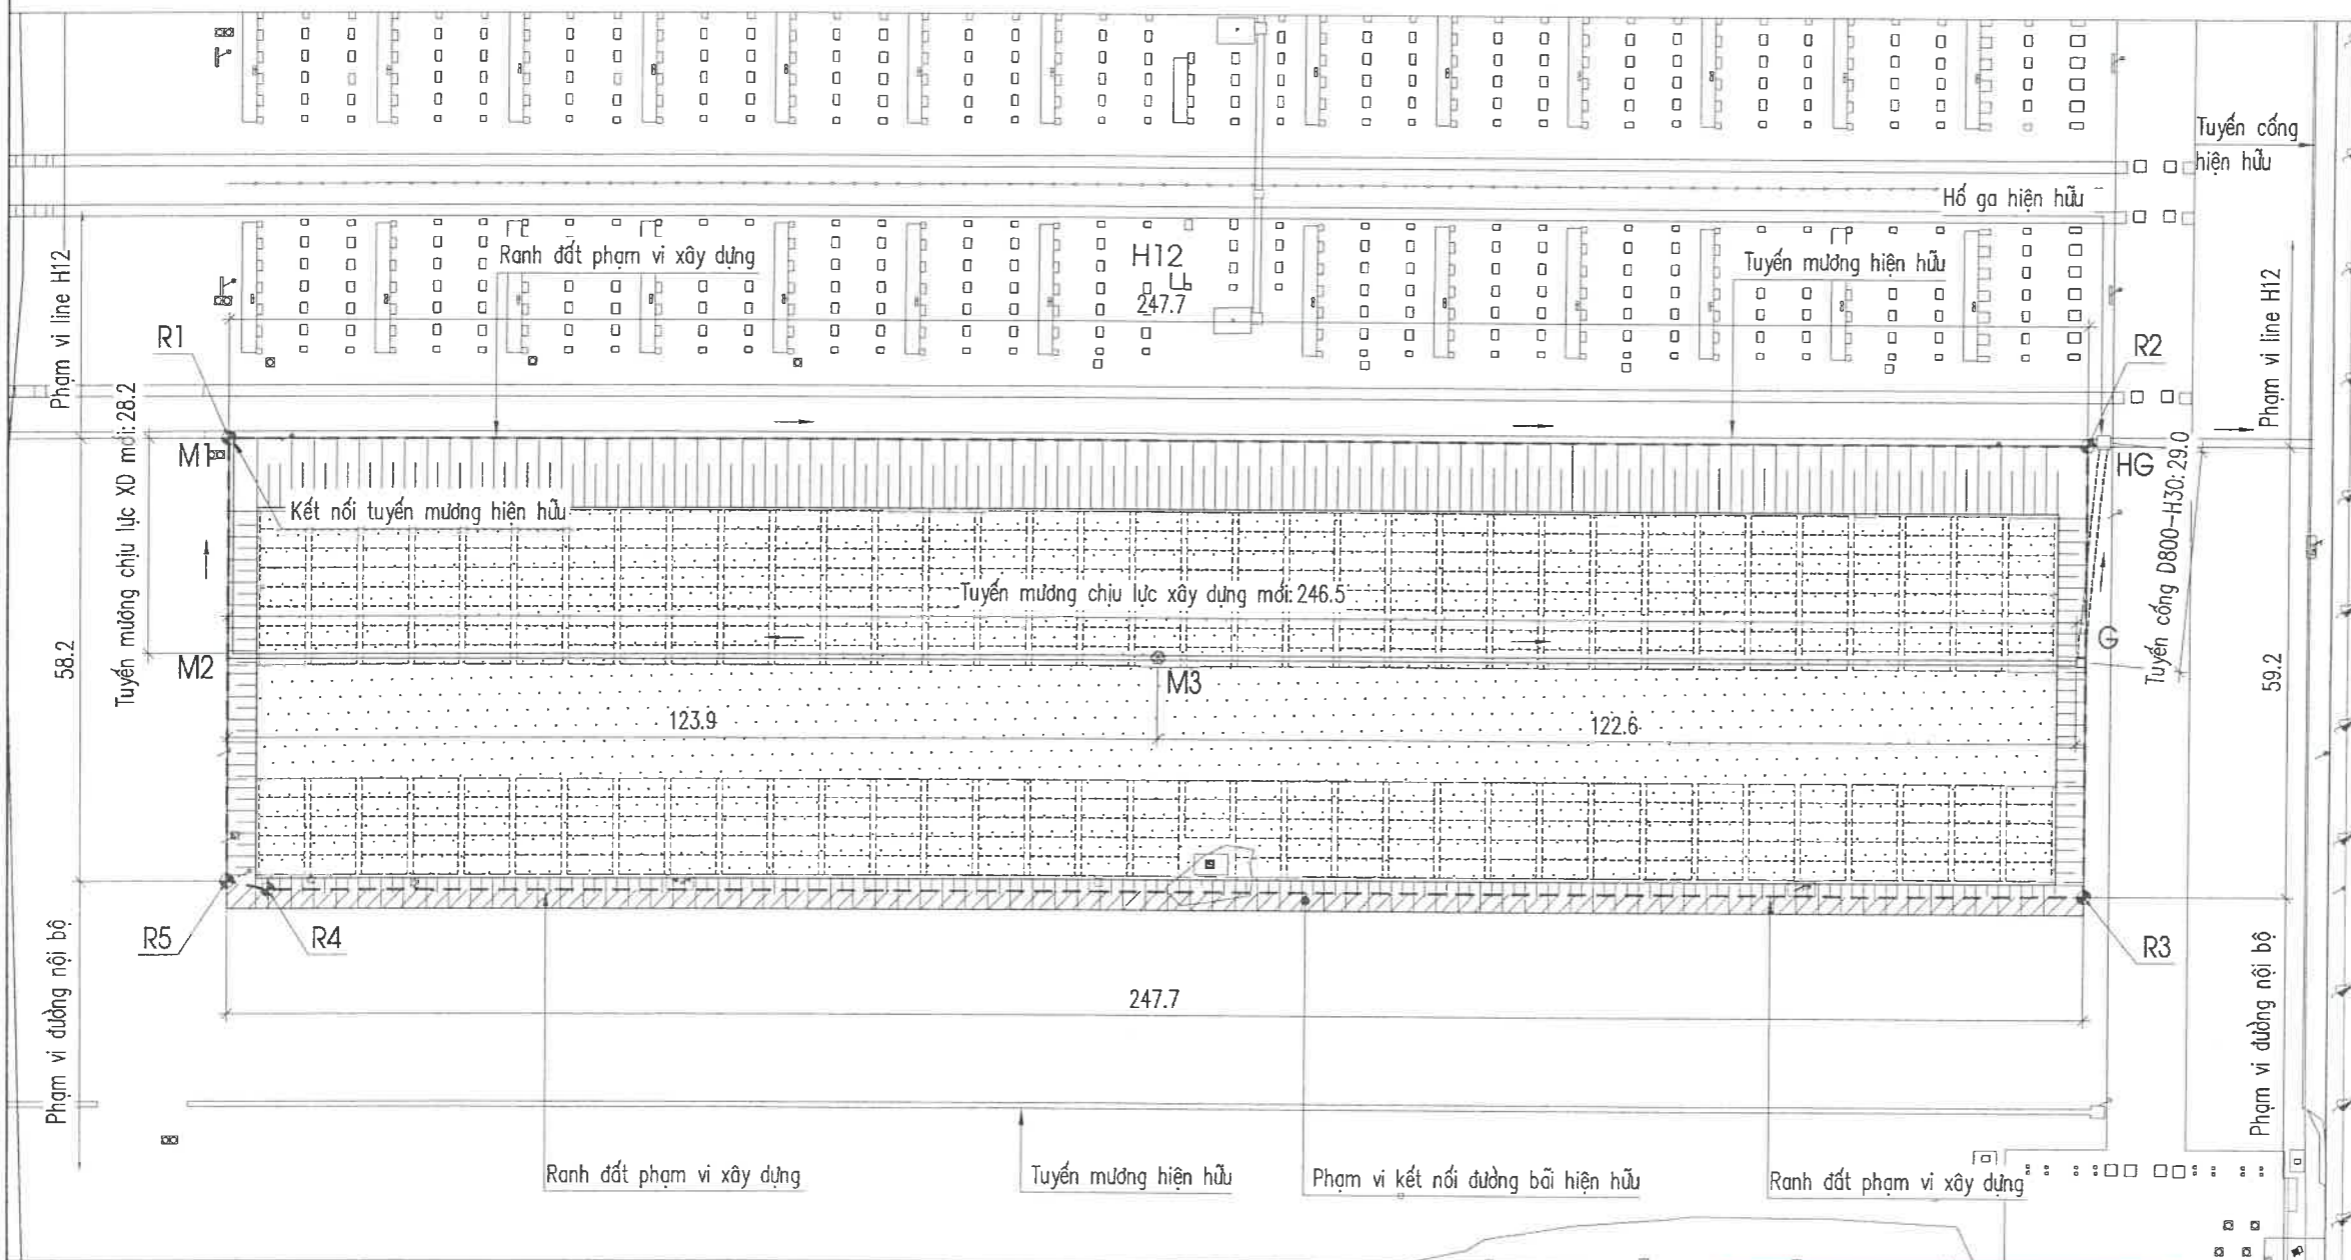 Tuyến cống
hiện hữu
Hố ga hiện hữu
Ranh đất phạm vi xây dựng
H12
Tuyến mương hiện hữu
247.7
Phạm vi line H12
Phạm vi line H12
R1
R2
M1
HG
Kết nối tuyến mương hiện hữu
Tuyến mương chịu lực XD mới: 28.2
Tuyến cống D800-H30: 29.0
Tuyến mương chịu lực xây dựng mới: 246.5
G
M2
M3
58.2
59.2
123.9
122.6
R5
R4
R3
Phạm vi đường nội bộ
Phạm vi đường nội bộ
247.7
Ranh đất phạm vi xây dựng
Tuyến mương hiện hữu
Phạm vi kết nối đường bãi hiện hữu
Ranh đất phạm vi xây dựng